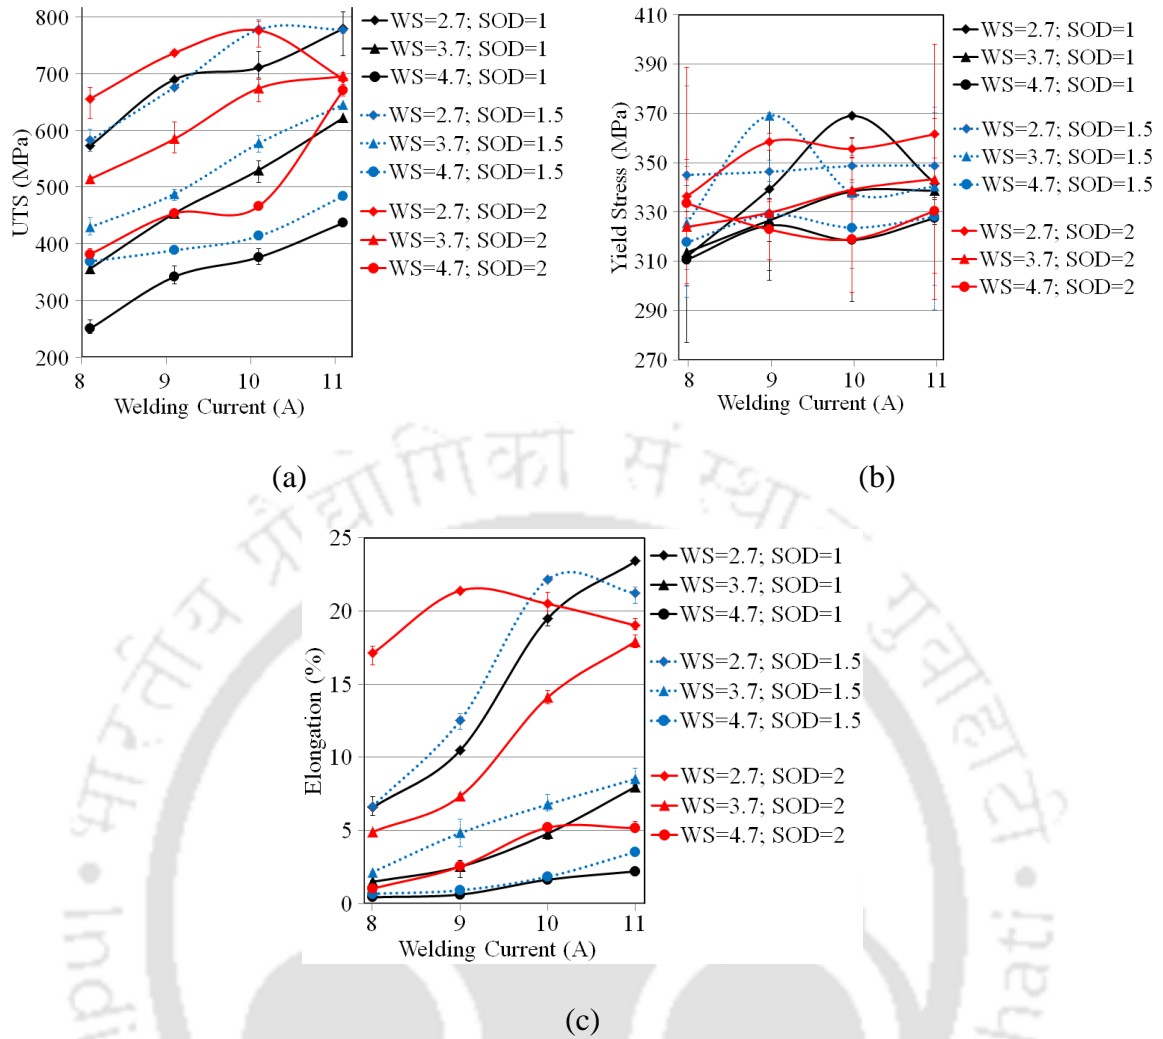 800
700
600
500
400
300
200
UTS (MPa)
8 9 10 11
Welding Current (A)
WS=2.7; SOD=1
WS=3.7; SOD=1
WS=4.7; SOD=1
WS=2.7; SOD=1.5
WS=3.7; SOD=1.5
WS=4.7; SOD=1.5
WS=2.7; SOD=2
WS=3.7; SOD=2
WS=4.7; SOD=2
(a)
410
390
370
350
330
310
290
270
Yield Stress (MPa)
8 9 10 11
Welding Current (A)
WS=2.7; SOD=1
WS=3.7; SOD=1
WS=4.7; SOD=1
WS=2.7; SOD=1.5
WS=3.7; SOD=1.5
WS=4.7; SOD=1.5
WS=2.7; SOD=2
WS=3.7; SOD=2
WS=4.7; SOD=2
(b)
25
20
15
10
5
0
Elongation (%)
8 9 10 11
Welding Current (A)
WS=2.7; SOD=1
WS=3.7; SOD=1
WS=4.7; SOD=1
WS=2.7; SOD=1.5
WS=3.7; SOD=1.5
WS=4.7; SOD=1.5
WS=2.7; SOD=2
WS=3.7; SOD=2
WS=4.7; SOD=2
(c)